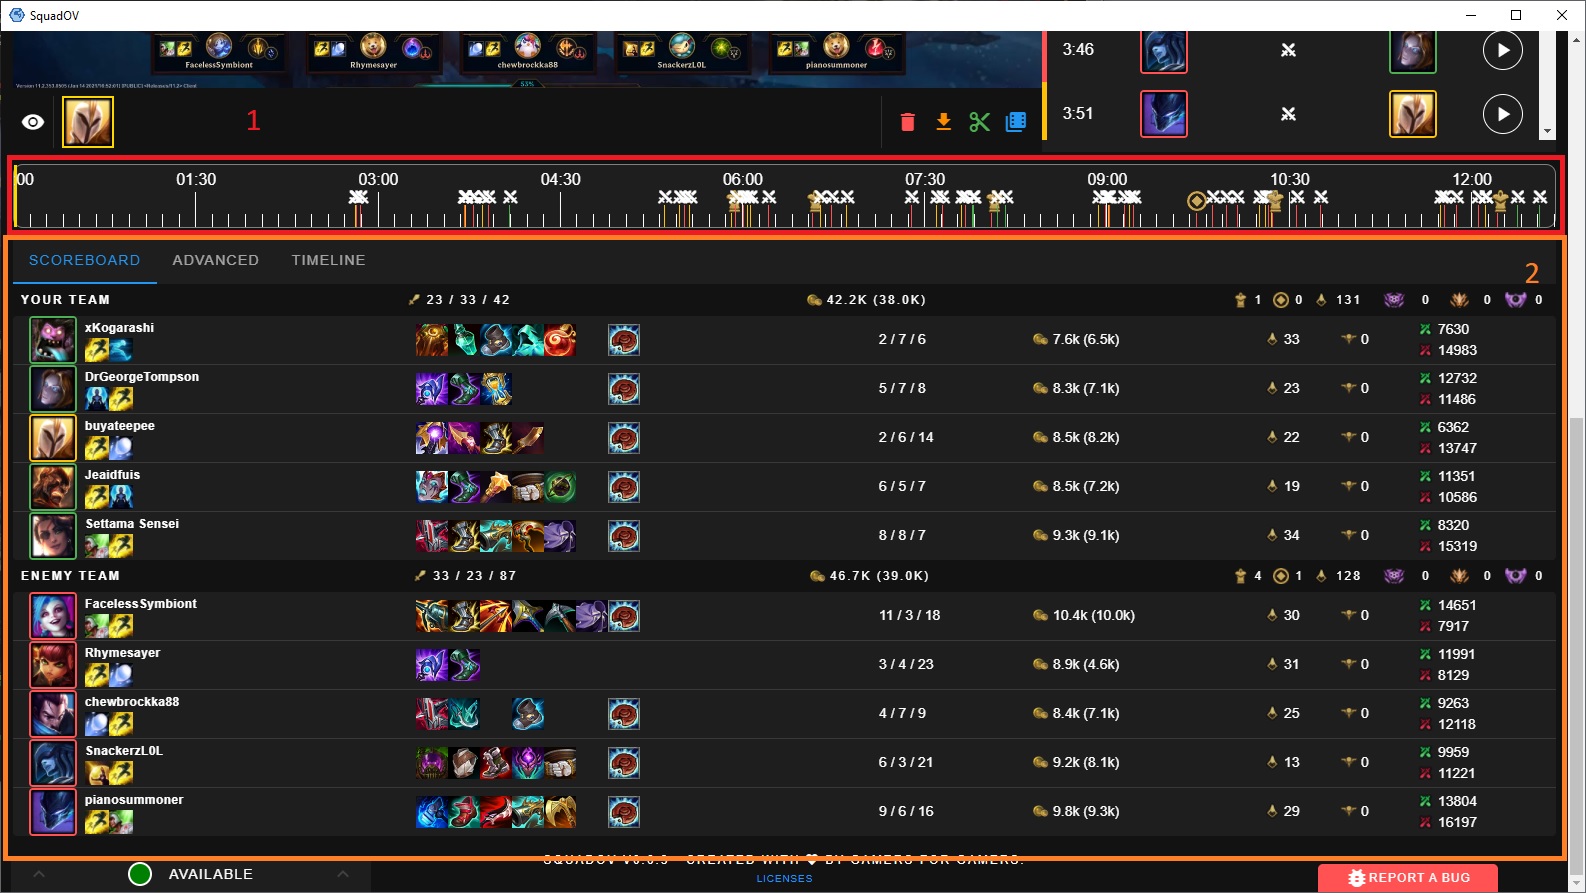 SquadOV
FacelessSymbiont Rhymesayer chewbrockka88 SnackerzL0L pianosummoner
53%
3:46
3:51
1
00 01:30 03:00 04:30 06:00 07:30 09:00 10:30 12:00
SCOREBOARD ADVANCED TIMELINE
2
YOUR TEAM 23 / 33 / 42 42.2K (38.0K) 1 0 131 0 0 0
xKogarashi 2 / 7 / 6 7.6k (6.5k) 33 0 7630
14983
DrGeorgeTompson 5 / 7 / 8 8.3k (7.1k) 23 0 12732
11486
buyateepee 2 / 6 / 14 8.5k (8.2k) 22 0 6362
13747
Jeaidfuis 6 / 5 / 7 8.5k (7.2k) 19 0 11351
10586
Settama Sensei 8 / 8 / 7 9.3k (9.1k) 34 0 8320
15319
ENEMY TEAM 33 / 23 / 87 46.7K (39.0K) 4 1 128 0 0 0
FacelessSymbiont 11 / 3 / 18 10.4k (10.0k) 30 0 14651
7917
Rhymesayer 3 / 4 / 23 8.9k (4.6k) 31 0 11991
8129
chewbrockka88 4 / 7 / 9 8.4k (7.1k) 25 0 9263
12118
SnackerzL0L 6 / 3 / 21 9.2k (8.1k) 13 0 9959
11221
pianosummoner 9 / 6 / 16 9.8k (9.3k) 29 0 13804
16197
CREATED WITH BY GAMERS FOR GAMERS.
LICENSES
AVAILABLE
REPORT A BUG